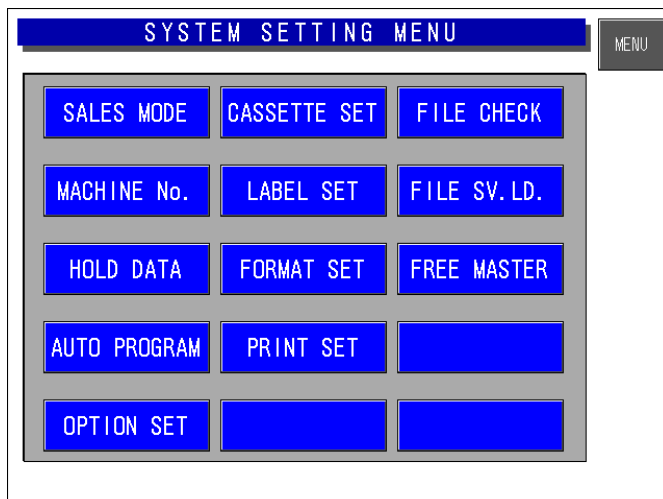 SYSTEM SETTING MENU
MENU
SALES MODE
CASSETTE SET
FILE CHECK
MACHINE No.
LABEL SET
FILE SV.LD.
HOLD DATA
FORMAT SET
FREE MASTER
AUTO PROGRAM
PRINT SET
OPTION SET